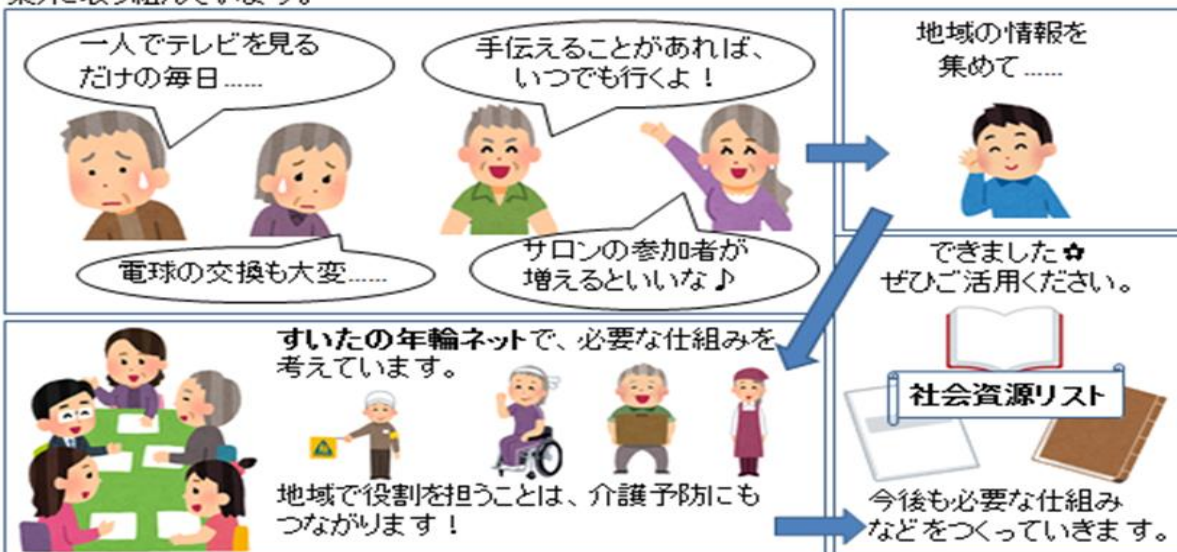 一人でテレビを見る
だけの毎日……
手伝えることがあれば、
いつでも行くよ！
電球の交換も大変……
サロンの参加者が
増えるといいな♪
地域の情報を
集めて……
すいたの年輪ネットで、必要な仕組みを
考えています。
地域で役割を担うことは、介護予防にも
つながります！
できました✿
ぜひご活用ください。
社会資源リスト
今後も必要な仕組み
などをつくっていきます。